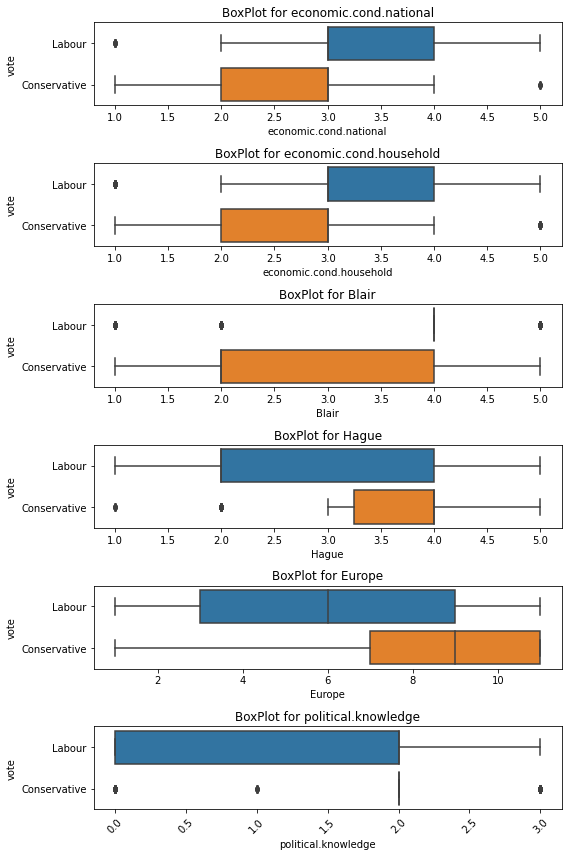 BoxPlot for economic.cond.national
vote
Labour
Conservative
1.0 1.5 2.0 2.5 3.0 3.5 4.0 4.5 5.0
economic.cond.national
BoxPlot for economic.cond.household
vote
Labour
Conservative
1.0 1.5 2.0 2.5 3.0 3.5 4.0 4.5 5.0
economic.cond.household
BoxPlot for Blair
vote
Labour
Conservative
1.0 1.5 2.0 2.5 3.0 3.5 4.0 4.5 5.0
Blair
BoxPlot for Hague
vote
Labour
Conservative
1.0 1.5 2.0 2.5 3.0 3.5 4.0 4.5 5.0
Hague
BoxPlot for Europe
vote
Labour
Conservative
2 4 6 8 10
Europe
BoxPlot for political.knowledge
vote
Labour
Conservative
0.0 0.5 1.0 1.5 2.0 2.5 3.0
political.knowledge